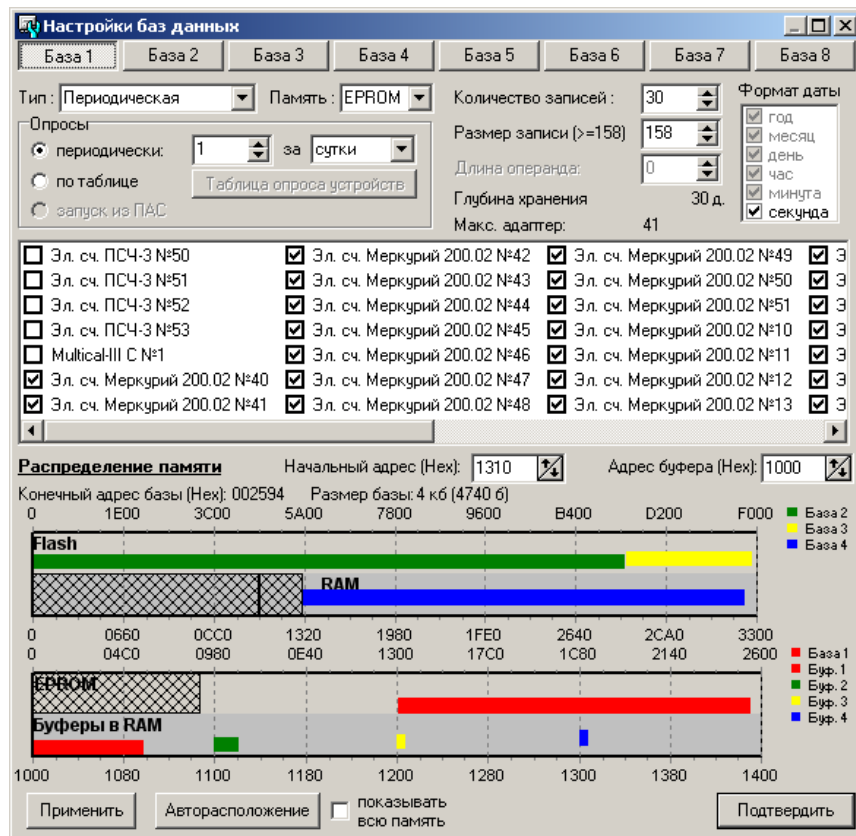 Настройки баз данных
База 1 База 2 База 3 База 4 База 5 База 6 База 7 База 8
Тип : Периодическая Память : EPROM Количество записей : 30 Формат даты
Опросы
периодически: 1 за сутки
по таблице Таблица опроса устройств
запуск из ПАС
Размер записи (>=158) 158
Длина операнда: 0
Глубина хранения 30 д.
Макс. адаптер: 41
год
месяц
день
час
минута
секунда
Эл. сч. ПСЧ-3 №50 Эл. сч. Меркурий 200.02 №42 Эл. сч. Меркурий 200.02 №49 Э
Эл. сч. ПСЧ-3 №51 Эл. сч. Меркурий 200.02 №43 Эл. сч. Меркурий 200.02 №50 Э
Эл. сч. ПСЧ-3 №52 Эл. сч. Меркурий 200.02 №44 Эл. сч. Меркурий 200.02 №51 Э
Эл. сч. ПСЧ-3 №53 Эл. сч. Меркурий 200.02 №45 Эл. сч. Меркурий 200.02 №10 Э
Multical-III C №1 Эл. сч. Меркурий 200.02 №46 Эл. сч. Меркурий 200.02 №11 Э
Эл. сч. Меркурий 200.02 №40 Эл. сч. Меркурий 200.02 №47 Эл. сч. Меркурий 200.02 №12 Э
Эл. сч. Меркурий 200.02 №41 Эл. сч. Меркурий 200.02 №48 Эл. сч. Меркурий 200.02 №13 Э
Распределение памяти Начальный адрес (Hex): 1310 Адрес буфера (Hex): 1000
Конечный адрес базы (Hex): 002594 Размер базы: 4 кб (4740 б)
0 1E00 3C00 5A00 7800 9600 B400 D200 F000
База 2
База 3
База 4
Flash
RAM
0 0660 0CC0 1320 1980 1FE0 2640 2CA0 3300
0 04C0 0980 0E40 1300 17C0 1C80 2140 2600
База 1
Буф. 1
Буф. 2
Буф. 3
Буф. 4
EPROM
Буферы в RAM
1000 1080 1100 1180 1200 1280 1300 1380 1400
Применить Авторасположение показывать
всю память
Подтвердить